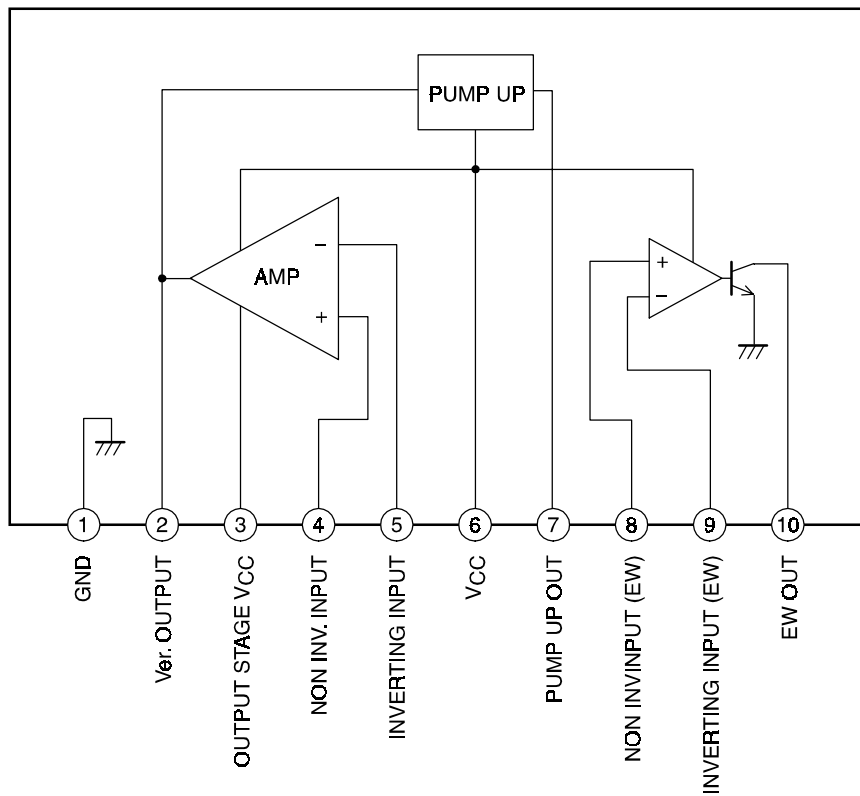 PUMP UP
AMP
−
+
+
−
1
2
3
4
5
6
7
8
9
10
GND
Ver. OUTPUT
OUTPUT STAGE VCC
NON INV. INPUT
INVERTING INPUT
VCC
PUMP UP OUT
NON INVINPUT (EW)
INVERTING INPUT (EW)
EW OUT